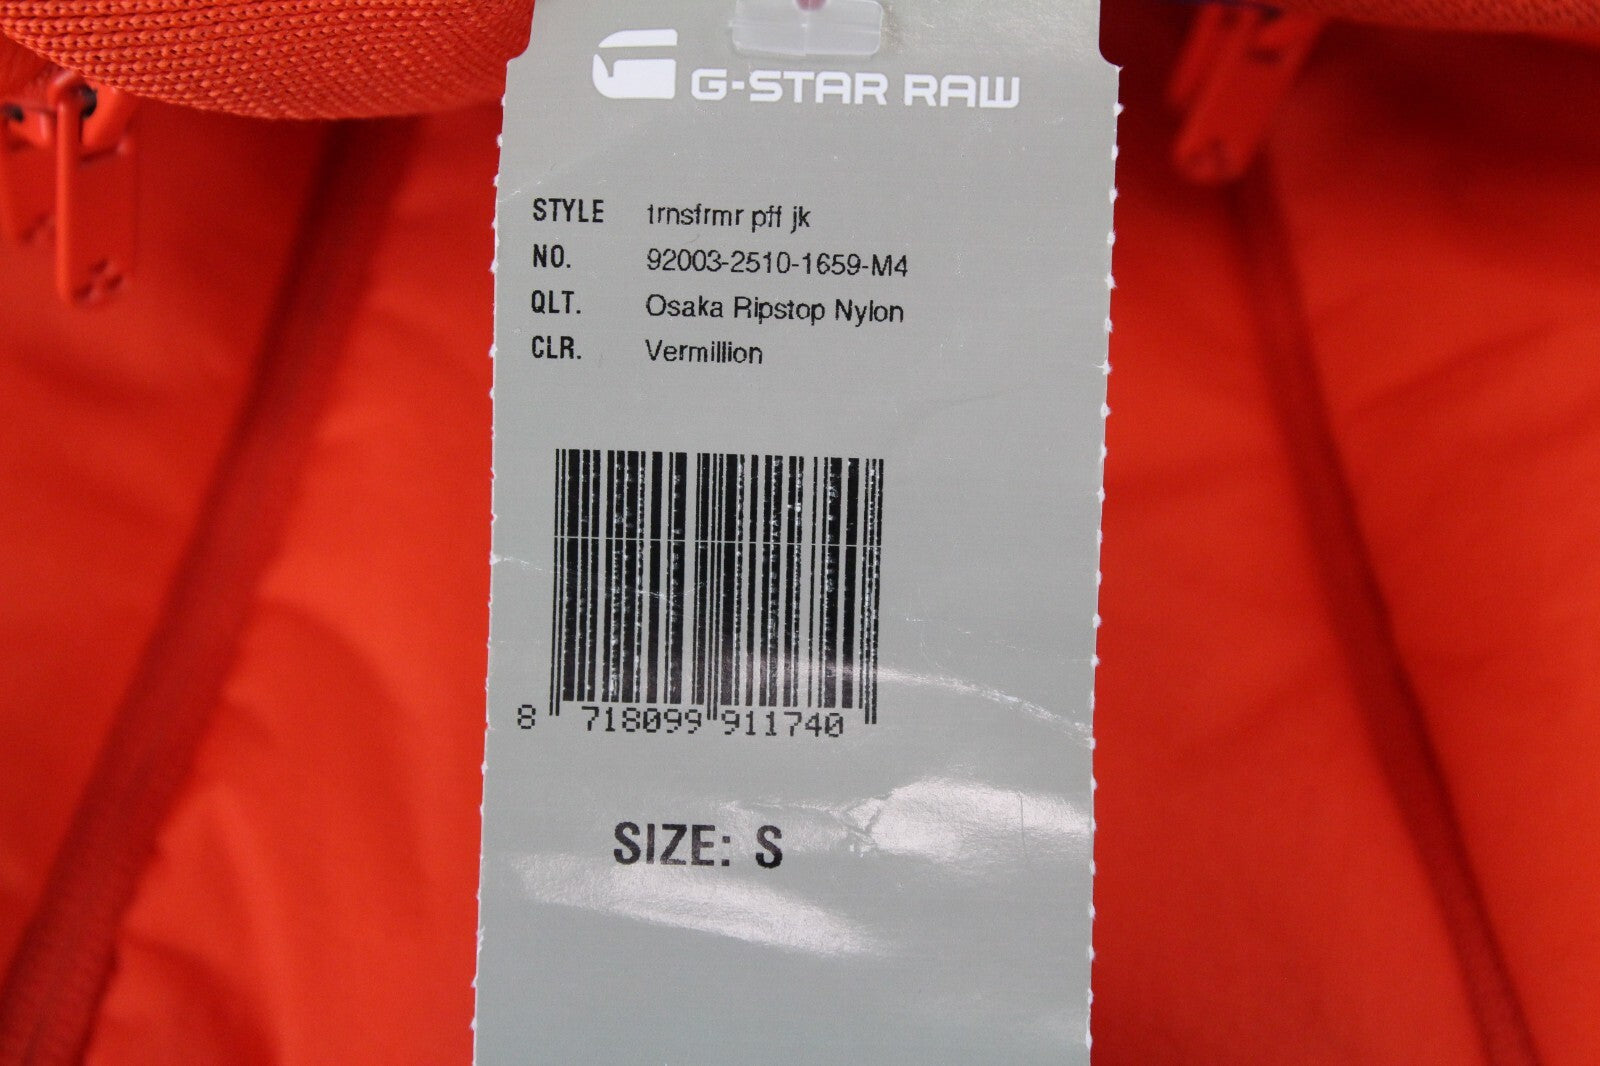 G-STAR RAW
STYLE trnsfrmr pff jk
NO. 92003-2510-1659-M4
QLT. Osaka Ripstop Nylon
CLR. Vermillion
8 718099 911740
SIZE: S